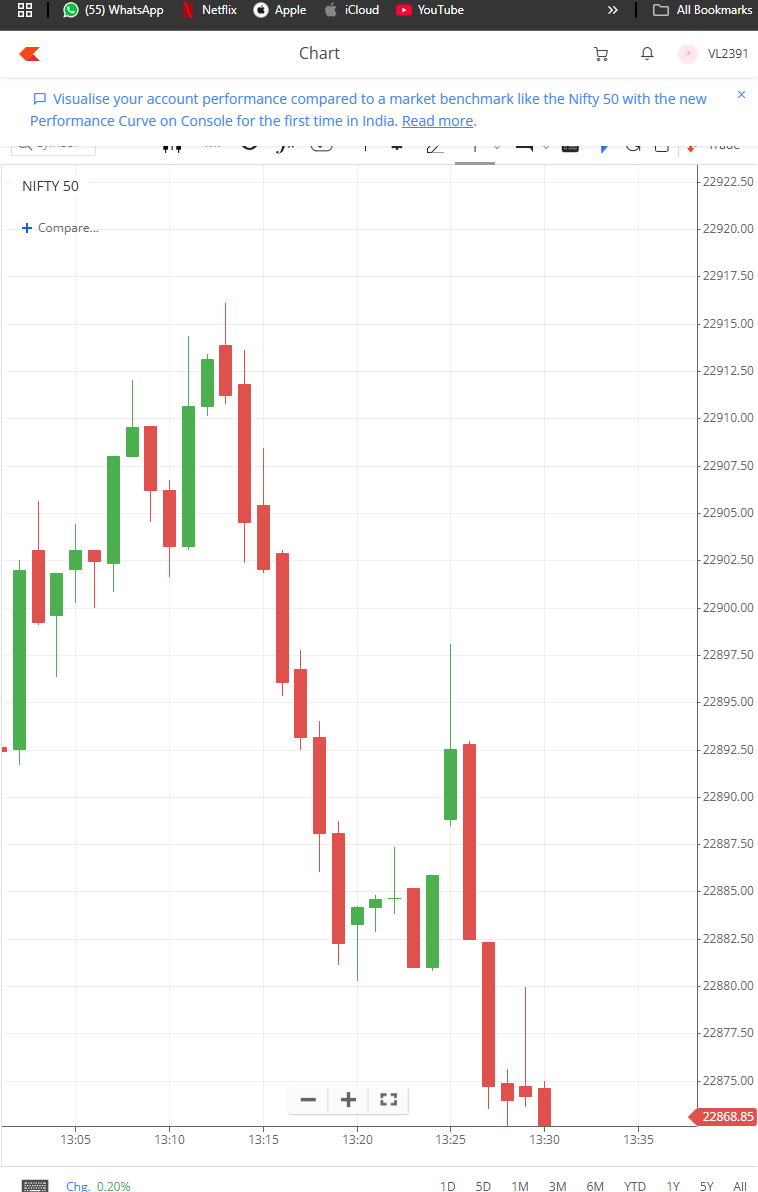 (55) WhatsApp Netflix Apple iCloud YouTube » All Bookmarks
Chart VL2391
Visualise your account performance compared to a market benchmark like the Nifty 50 with the new
Performance Curve on Console for the first time in India. Read more.
NIFTY 50
+ Compare...
22922.50
22920.00
22917.50
22915.00
22912.50
22910.00
22907.50
22905.00
22902.50
22900.00
22897.50
22895.00
22892.50
22890.00
22887.50
22885.00
22882.50
22880.00
22877.50
22875.00
22868.85
13:05 13:10 13:15 13:20 13:25 13:30 13:35
Chg. 0.20% 1D 5D 1M 3M 6M YTD 1Y 5Y All